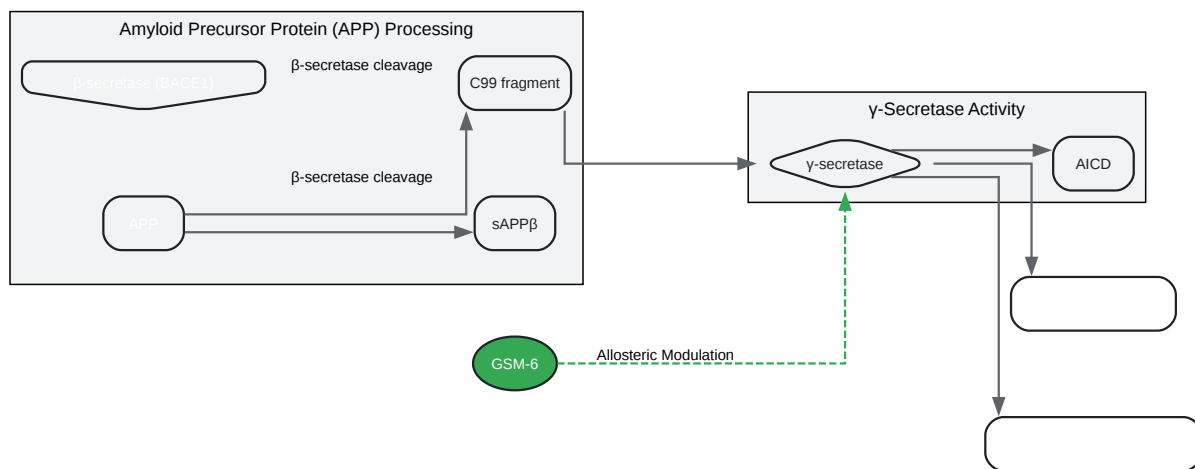 Amyloid Precursor Protein (APP) Processing
β-secretase (BACE1)
β-secretase cleavage
C99 fragment
β-secretase cleavage
APP
sAPPβ
γ-Secretase Activity
γ-secretase
AICD
GSM-6
Allosteric Modulation